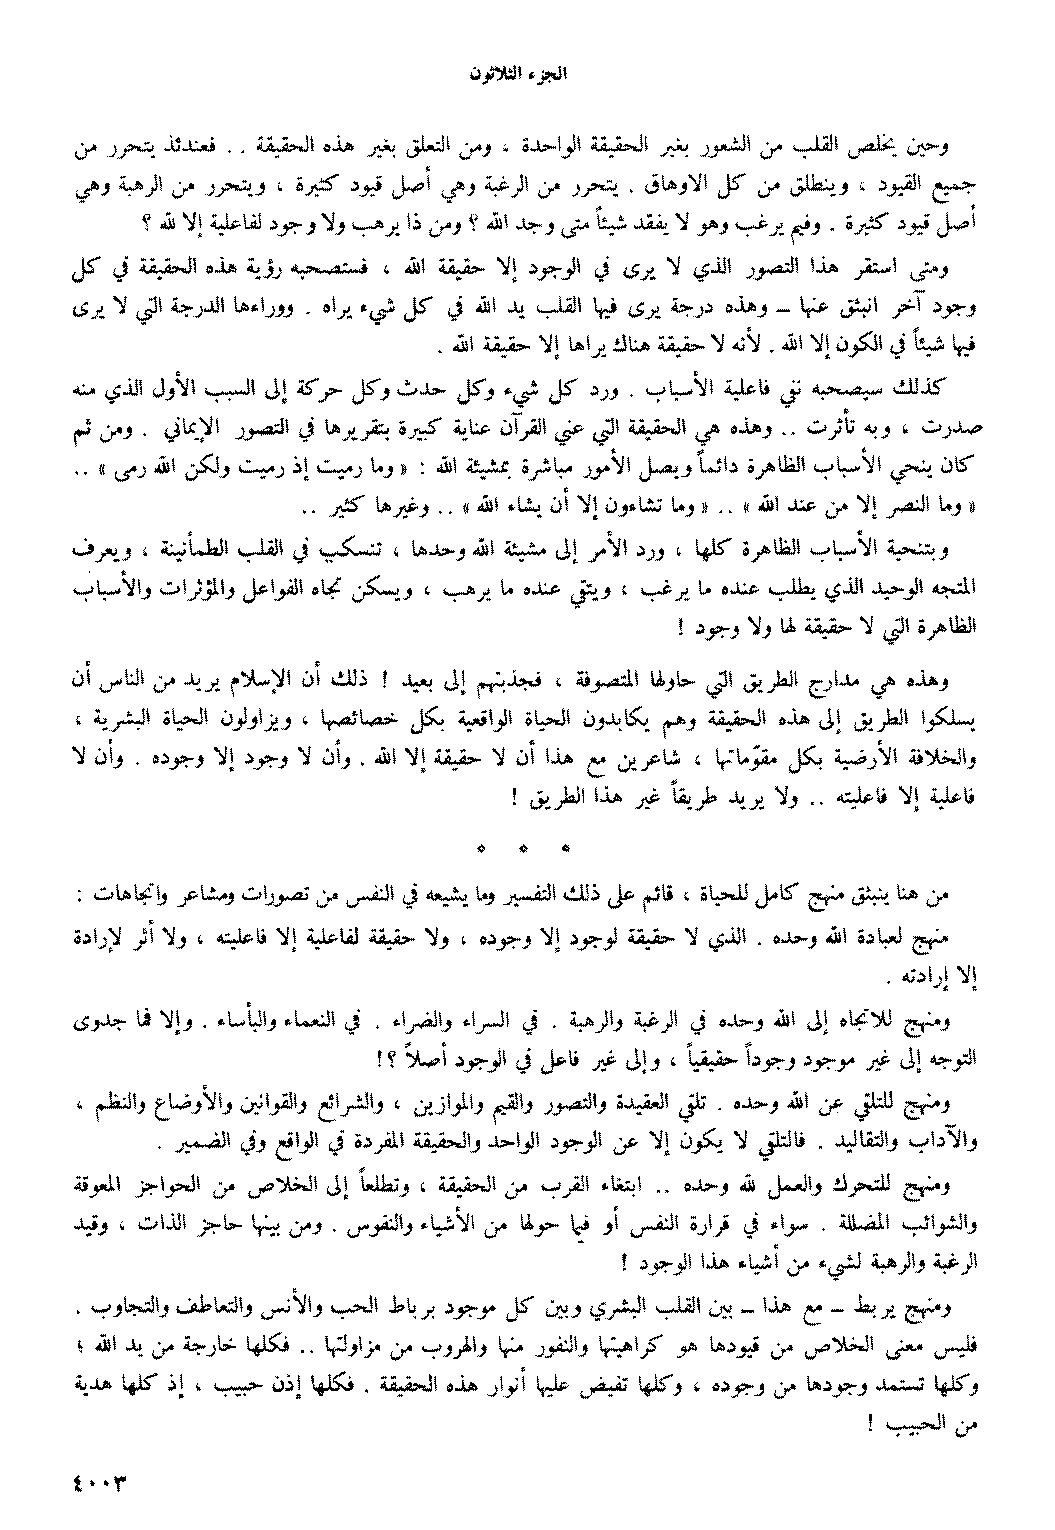 الجزء الثلاثون
وحين يخلص القلب من الشعور بغير الحقيقة الواحدة ، ومن التعلق بغير هذه الحقيقة .. فعندئذ يتحرر من
جميع القيود ، وينطلق من كل الاوهاق . يتحرر من الرغبة وهي أصل قيود كثيرة ، ويتحرر من الرهبة وهي
أصل قيود كثيرة . وفيم يرغب وهو لا يفقد شيئاً متى وجد الله ؟ ومن ذا يرهب ولا وجود لفاعلية إلا لله ؟
ومتى استقر هذا التصور الذي لا يرى في الوجود إلا حقيقة الله ، فستصحبه رؤية هذه الحقيقة في كل
وجود آخر انبثق عنها – وهذه درجة يرى فيها القلب يد الله في كل شيء يراه . ووراءها الدرجة التي لا يرى
فيها شيئاً في الكون إلا الله . لأنه لا حقيقة هناك يراها إلا حقيقة الله .
كذلك سيصحبه نفي فاعلية الأسباب . ورد كل شيء وكل حدث وكل حركة إلى السبب الأول الذي منه
صدرت ، وبه تأثرت .. وهذه هي الحقيقة التي عني القرآن عناية كبيرة بتقريرها في التصور الإيماني . ومن ثم
كان ينحي الأسباب الظاهرة دائماً ويصل الأمور مباشرة بمشيئة الله : « وما رميت إذ رميت ولكن الله رمى » ..
« وما النصر إلا من عند الله » .. « وما تشاءون إلا أن يشاء الله » .. وغيرها كثير ..
وبتنحية الأسباب الظاهرة كلها ، ورد الأمر إلى مشيئة الله وحدها ، تنسكب في القلب الطمأنينة ، ويعرف
المتجه الوحيد الذي يطلب عنده ما يرغب ، ويتقي عنده ما يرهب ، ويسكن تجاه الفواعل والمؤثرات والأسباب
الظاهرة التي لا حقيقة لها ولا وجود !
وهذه هي مدارج الطريق التي حاولها المتصوفة ، فجذبتهم إلى بعيد ! ذلك أن الإسلام يريد من الناس أن
يسلكوا الطريق إلى هذه الحقيقة وهم يكابدون الحياة الواقعية بكل خصائصها ، ويزاولون الحياة البشرية ،
والخلافة الأرضية بكل مقوّماتها ، شاعرين مع هذا أن لا حقيقة إلا الله . وأن لا وجود إلا وجوده . وأن لا
فاعلية إلا فاعليته .. ولا يريد طريقاً غير هذا الطريق !
* * *
من هنا ينبثق منهج كامل للحياة ، قائم على ذلك التفسير وما يشيعه في النفس من تصورات ومشاعر واتجاهات :
منهج لعبادة الله وحده . الذي لا حقيقة لوجود إلا وجوده ، ولا حقيقة لفاعلية إلا فاعليته ، ولا أثر لإرادة
إلا إرادته .
ومنهج للاتجاه إلى الله وحده في الرغبة والرهبة . في السراء والضراء . في النعماء والبأساء . وإلا فما جدوى
التوجه إلى غير موجود وجوداً حقيقياً ، وإلى غير فاعل في الوجود أصلاً ؟!
ومنهج للتلقي عن الله وحده . تلقي العقيدة والتصور والقيم والموازين ، والشرائع والقوانين والأوضاع والنظم ،
والآداب والتقاليد . فالتلقي لا يكون إلا عن الوجود الواحد والحقيقة المفردة في الواقع وفي الضمير .
ومنهج للتحرك والعمل لله وحده .. ابتغاء القرب من الحقيقة ، وتطلعاً إلى الخلاص من الحواجز المعوقة
والشوائب المضللة . سواء في قرارة النفس أو فيما حولها من الأشياء والنفوس . ومن بينها حاجز الذات ، وقيد
الرغبة والرهبة لشيء من أشياء هذا الوجود !
ومنهج يربط – مع هذا – بين القلب البشري وبين كل موجود برباط الحب والأنس والتعاطف والتجاوب .
فليس معنى الخلاص من قيودها هو كراهيتها والنفور منها والهروب من مزاولتها .. فكلها خارجة من يد الله ؛
وكلها تستمد وجودها من وجوده ، وكلها تفيض عليها أنوار هذه الحقيقة . فكلها إذن حبيب ، إذ كلها هدية
من الحبيب !
٤٠٠٣